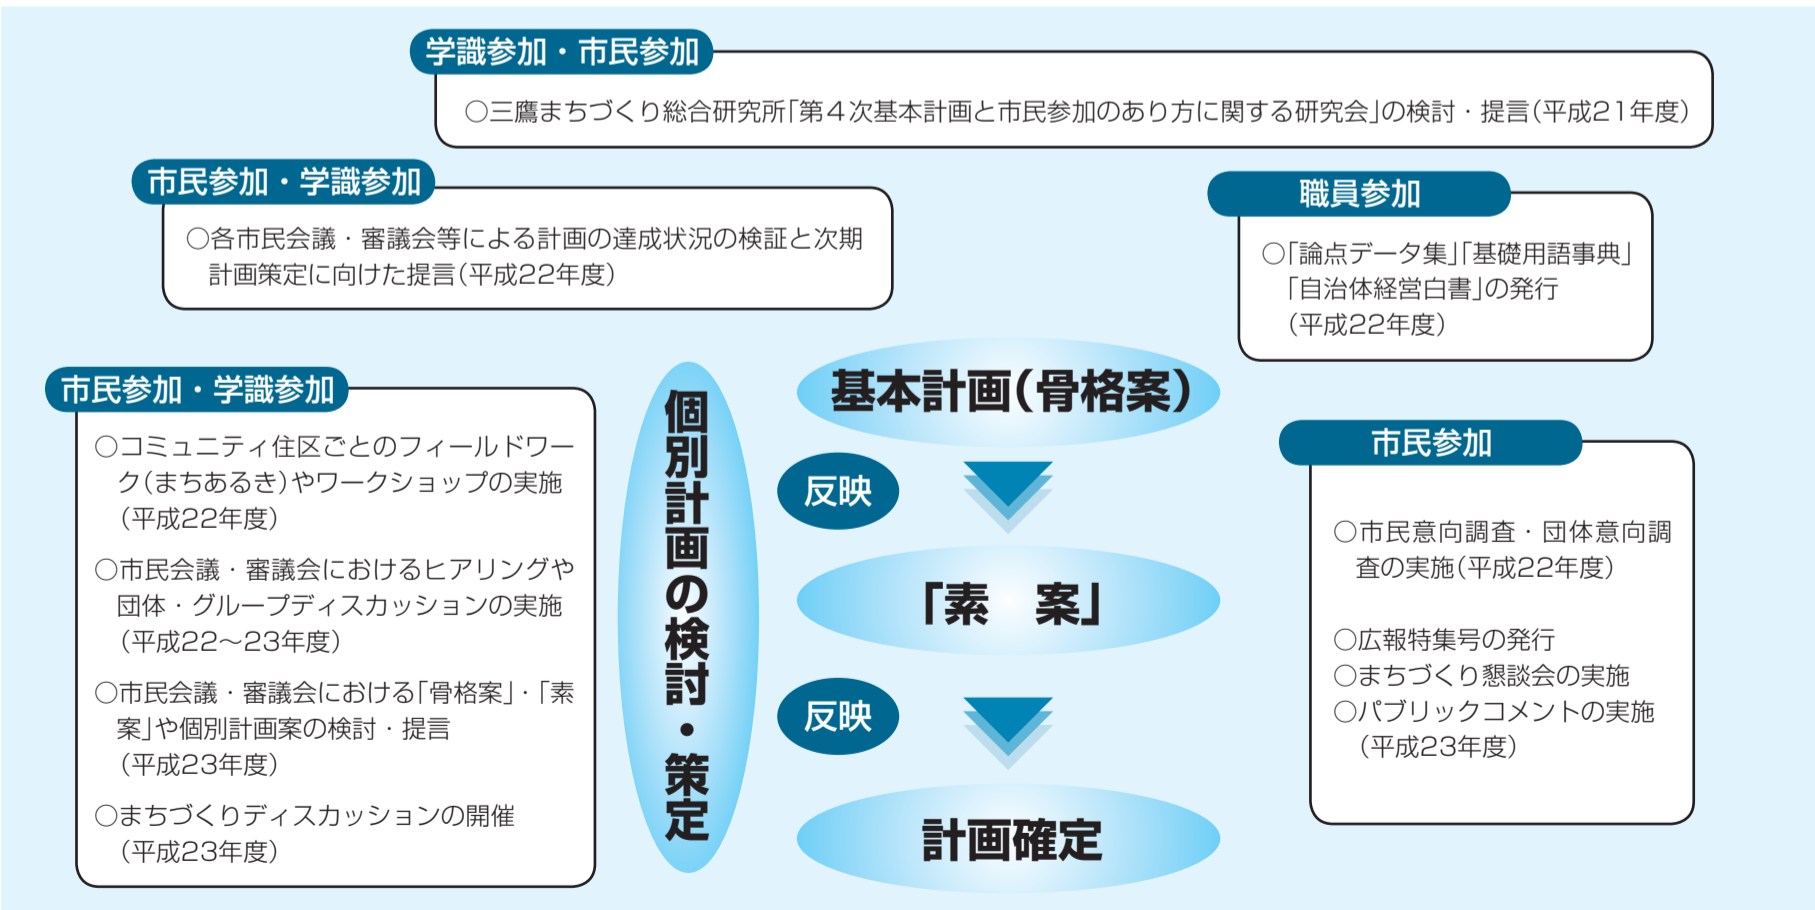 学識参加・市民参加
○三鷹まちづくり総合研究所「第４次基本計画と市民参加のあり方に関する研究会」の検討・提言（平成21年度）
市民参加・学識参加
○各市民会議・審議会等による計画の達成状況の検証と次期
計画策定に向けた提言（平成22年度）
職員参加
○「論点データ集」「基礎用語事典」
「自治体経営白書」の発行
（平成22年度）
市民参加・学識参加
○コミュニティ住区ごとのフィールドワー
ク（まちあるき）やワークショップの実施
（平成22年度）
○市民会議・審議会におけるヒアリングや
団体・グループディスカッションの実施
（平成22～23年度）
○市民会議・審議会における「骨格案」・「素
案」や個別計画案の検討・提言
（平成23年度）
○まちづくりディスカッションの開催
（平成23年度）
個別計画の検討・策定
基本計画（骨格案）
反映
「素　案」
反映
計画確定
市民参加
○市民意向調査・団体意向調
査の実施（平成22年度）
○広報特集号の発行
○まちづくり懇談会の実施
○パブリックコメントの実施
（平成23年度）